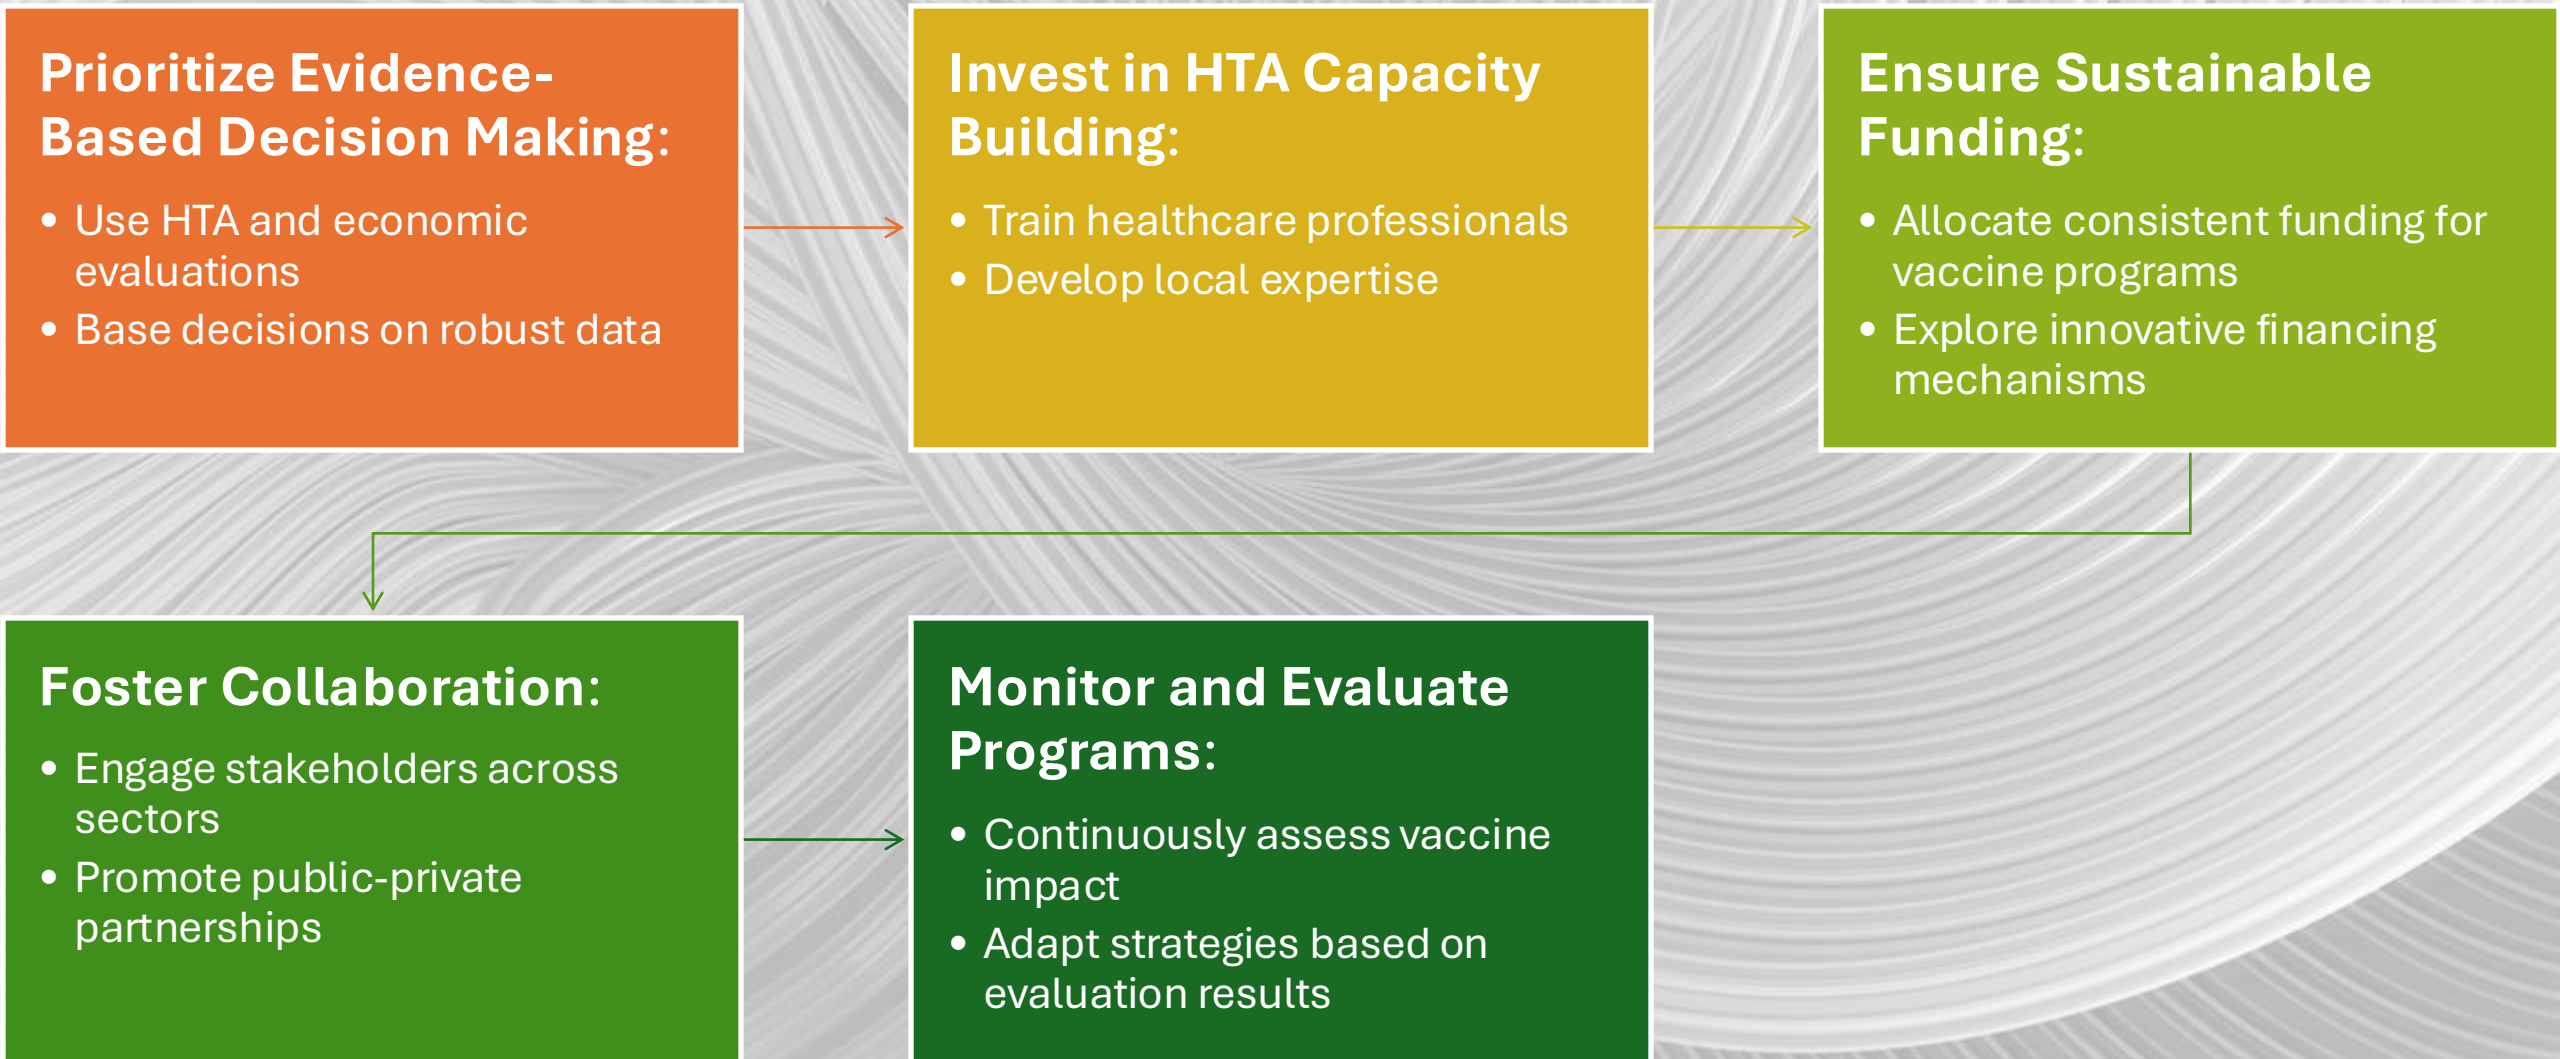 Prioritize Evidence-
Based Decision Making:
• Use HTA and economic
evaluations
• Base decisions on robust data
Invest in HTA Capacity
Building:
• Train healthcare professionals
• Develop local expertise
Ensure Sustainable
Funding:
• Allocate consistent funding for
vaccine programs
• Explore innovative financing
mechanisms
Foster Collaboration:
• Engage stakeholders across
sectors
• Promote public-private
partnerships
Monitor and Evaluate
Programs:
• Continuously assess vaccine
impact
• Adapt strategies based on
evaluation results